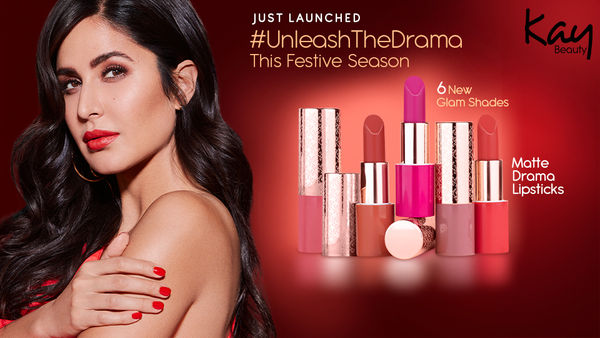 JUST LAUNCHED
#UnleashTheDrama
This Festive Season
Kay
Beauty
6 New
Glam Shades
Matte
Drama
Lipsticks